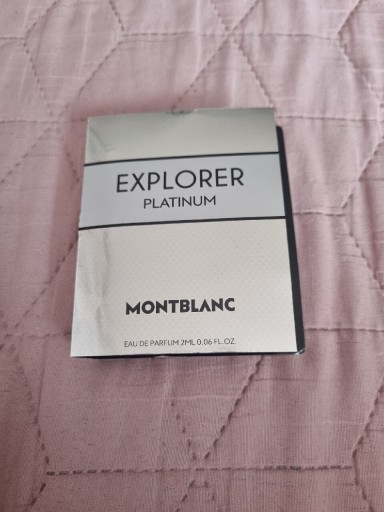 EXPLORER
PLATINUM
MONTBLANC
EAU DE PARFUM 2ML 0.06 FL.OZ.